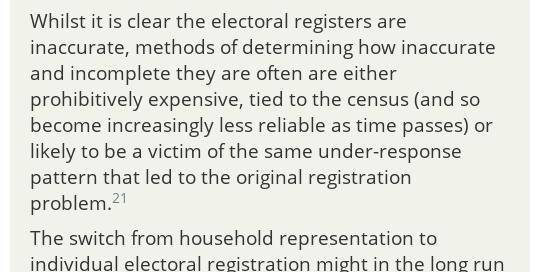 Whilst it is clear the electoral registers are
inaccurate, methods of determining how inaccurate
and incomplete they are often are either
prohibitively expensive, tied to the census (and so
become increasingly less reliable as time passes) or
likely to be a victim of the same under-response
pattern that led to the original registration
problem.21
The switch from household representation to
individual electoral registration might in the long run